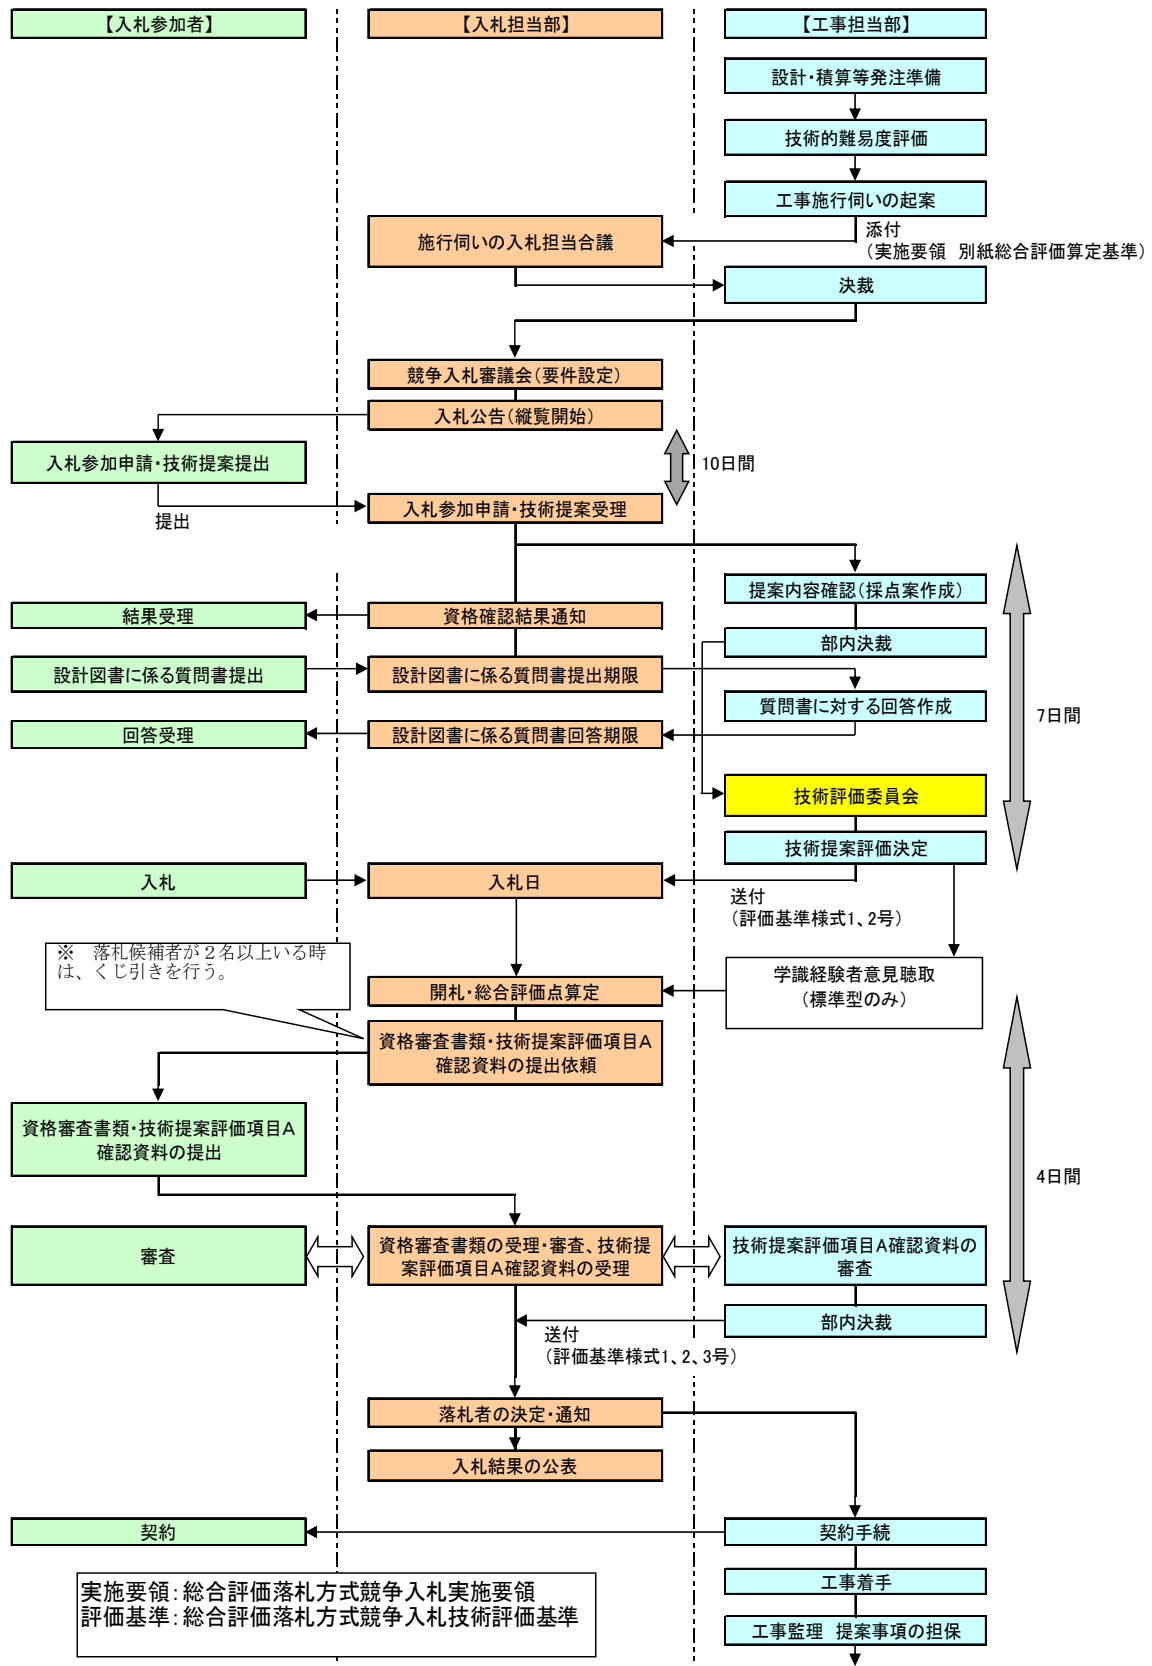 【入札参加者】
【入札担当部】
【工事担当部】
設計・積算等発注準備
技術的難易度評価
工事施行伺いの起案
添付
(実施要領　別紙総合評価算定基準)
施行伺いの入札担当合議
決裁
競争入札審議会(要件設定)
入札公告(縦覧開始)
入札参加申請・技術提案提出
10日間
提出
入札参加申請・技術提案受理
提案内容確認(採点案作成)
結果受理
資格確認結果通知
部内決裁
設計図書に係る質問書提出
設計図書に係る質問書提出期限
質問書に対する回答作成
7日間
回答受理
設計図書に係る質問書回答期限
技術評価委員会
技術提案評価決定
入札
入札日
送付
(評価基準様式1、2号)
※　落札候補者が２名以上いる時
は、くじ引きを行う。
学識経験者意見聴取
(標準型のみ)
開札・総合評価点算定
資格審査書類・技術提案評価項目A
確認資料の提出依頼
資格審査書類・技術提案評価項目A
確認資料の提出
4日間
審査
資格審査書類の受理・審査、技術提
案評価項目A確認資料の受理
技術提案評価項目A確認資料の
審査
部内決裁
送付
(評価基準様式1、2、3号)
落札者の決定・通知
入札結果の公表
契約
契約手続
工事着手
実施要領：総合評価落札方式競争入札実施要領
評価基準：総合評価落札方式競争入札技術評価基準
工事監理　提案事項の担保